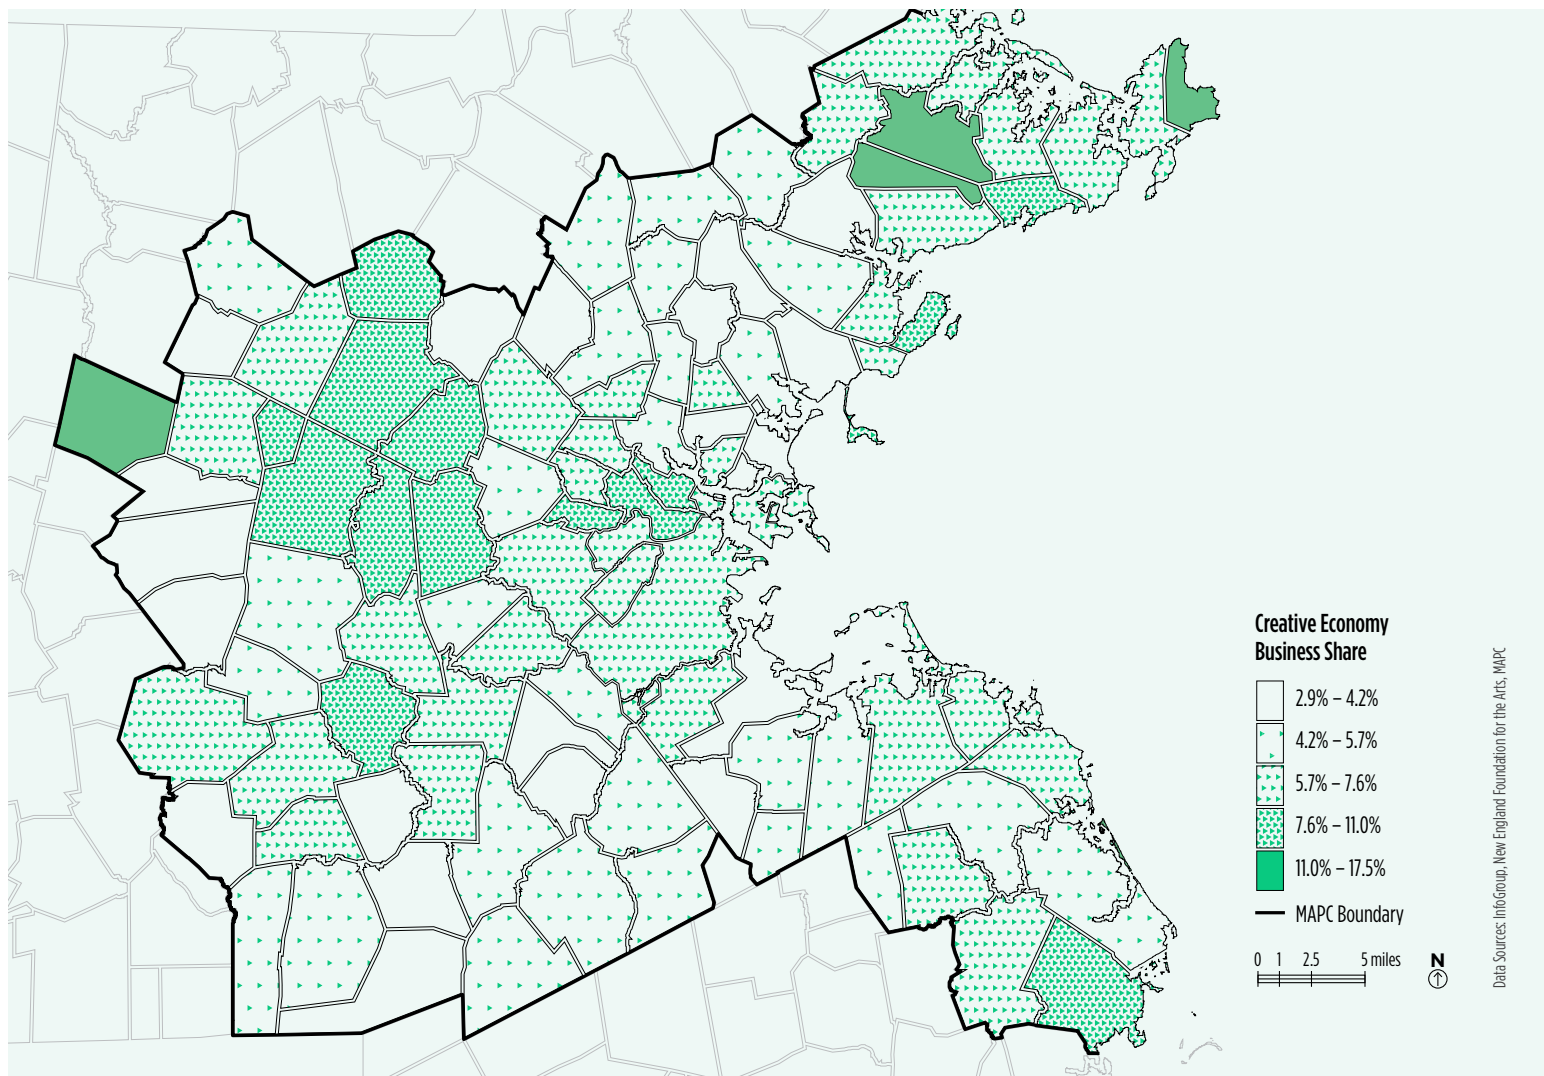 Creative Economy
Business Share
2.9% – 4.2%
4.2% – 5.7%
5.7% – 7.6%
7.6% – 11.0%
11.0% – 17.5%
MAPC Boundary
0 1 2.5 5 miles
N
Data Sources: InfoGroup, New England Foundation for the Arts, MAPC